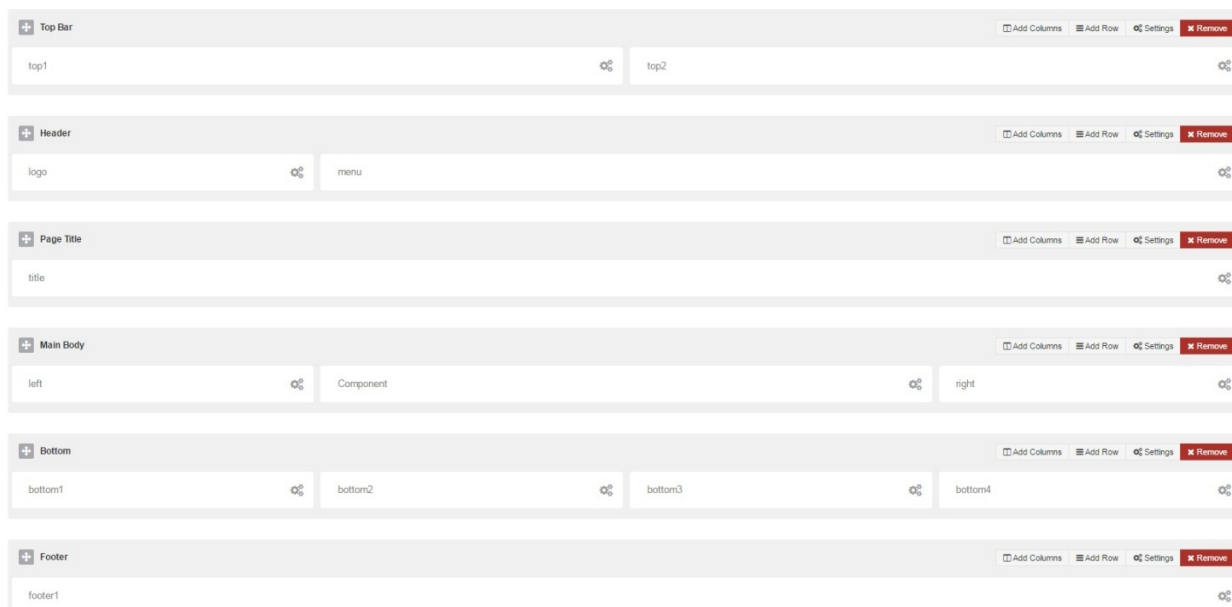 Top Bar Add Columns Add Row Settings Remove
top1 top2
Header Add Columns Add Row Settings Remove
logo menu
Page Title Add Columns Add Row Settings Remove
title
Main Body Add Columns Add Row Settings Remove
left Component right
Bottom Add Columns Add Row Settings Remove
bottom1 bottom2 bottom3 bottom4
Footer Add Columns Add Row Settings Remove
footer1